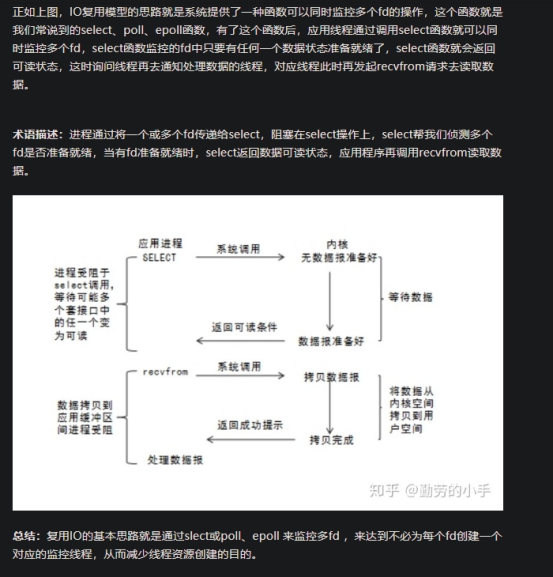 正如上图，IO复用模型的思路就是系统提供了一种函数可以同时监控多个fd的操作，这个函数就是
我们常说到的select、poll、epoll函数，有了这个函数后，应用线程通过调用select函数就可以同
时监控多个fd，select函数监控的fd中只要有任何一个数据状态准备就绪了，select函数就会返回
可读状态，这时询问线程再去通知处理数据的线程，对应线程此时再发起recvfrom请求去读取数
据。
术语描述：进程通过将一个或多个fd传递给select，阻塞在select操作上，select帮我们侦测多个
fd是否准备就绪，当有fd准备就绪时，select返回数据可读状态，应用程序再调用recvfrom读取数
据。
应用进程
SELECT
系统调用
内核
无数据报准备好
进程受阻于
select调用,
等待可能多
个套接口中
的任一个变
为可读
等待数据
返回可读条件
数据报准备好
recvfrom
系统调用
拷贝数据报
数据拷贝到
应用缓冲区
间进程受阻
将数据从
内核空间
拷贝到用
户空间
返回成功提示
拷贝完成
处理数据报
知乎 @勤劳的小手
总结：复用IO的基本思路就是通过slect或poll、epoll 来监控多fd ，来达到不必为每个fd创建一个
对应的监控线程，从而减少线程资源创建的目的。